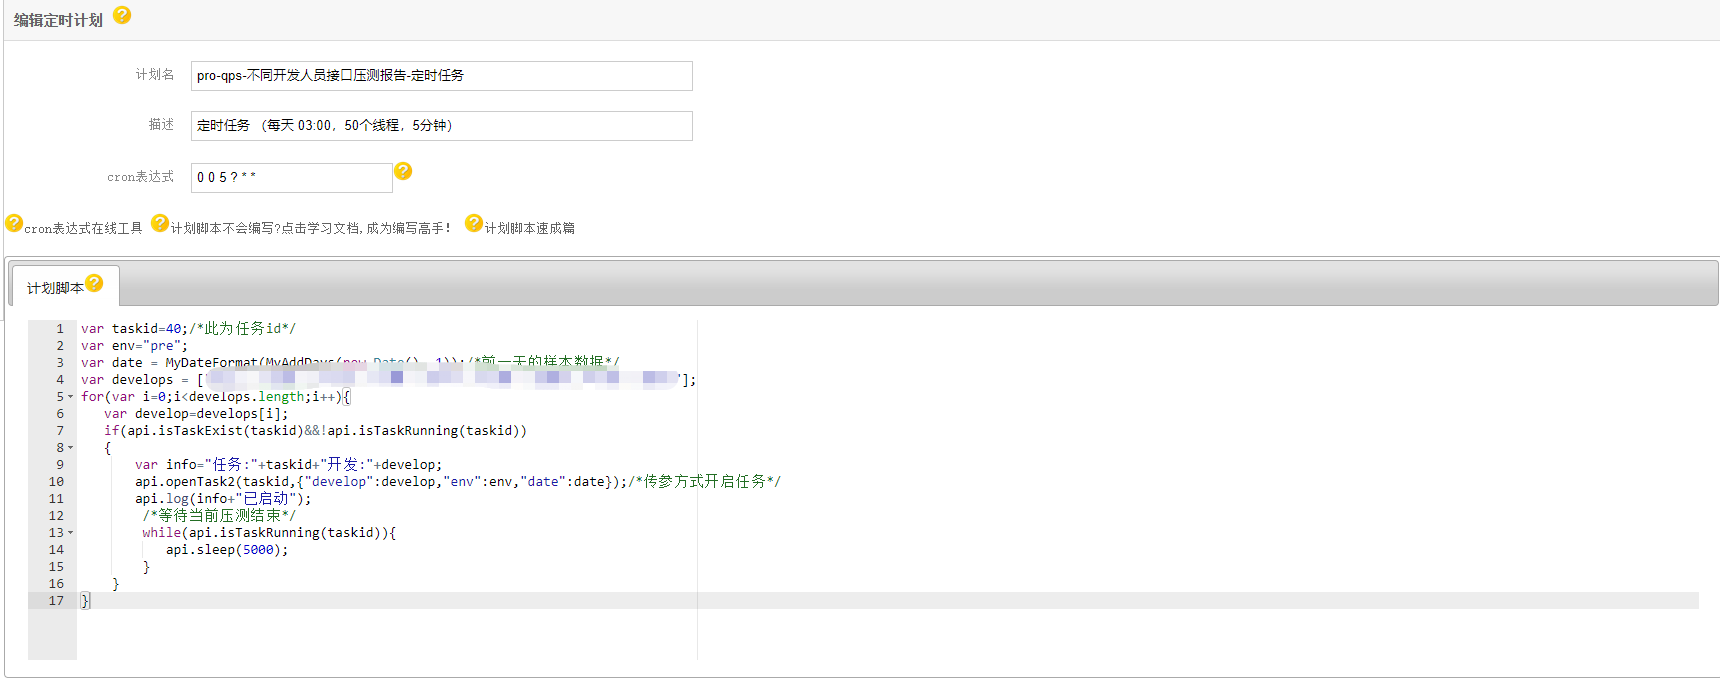 编辑定时计划
计划名 pro-qps-不同开发人员接口压测报告-定时任务
描述 定时任务 (每天 03:00, 50个线程, 5分钟)
cron表达式 0 0 5 ? * *
cron表达式在线工具 计划脚本不会编写?点击学习文档,成为编写高手! 计划脚本速成篇
计划脚本
1 var taskid=40;/*此为任务id*/
2 var env="pre";
3 var date = MyDateFormat(MyAddDays(new Date(), -1));/*前一天的样本数据*/
4 var develops = [ "];
5 for(var i=0;i<develops.length;i++){
6 var develop=develops[i];
7 if(api.isTaskExist(taskid)&&!api.isTaskRunning(taskid))
8 {
9 var info="任务:"+taskid+"开发:"+develop;
10 api.openTask2(taskid,{"develop":develop,"env":env,"date":date});/*传参方式开启任务*/
11 api.log(info+"已启动");
12 /*等待当前压测结束*/
13 while(api.isTaskRunning(taskid)){
14 api.sleep(5000);
15 }
16 }
17 }